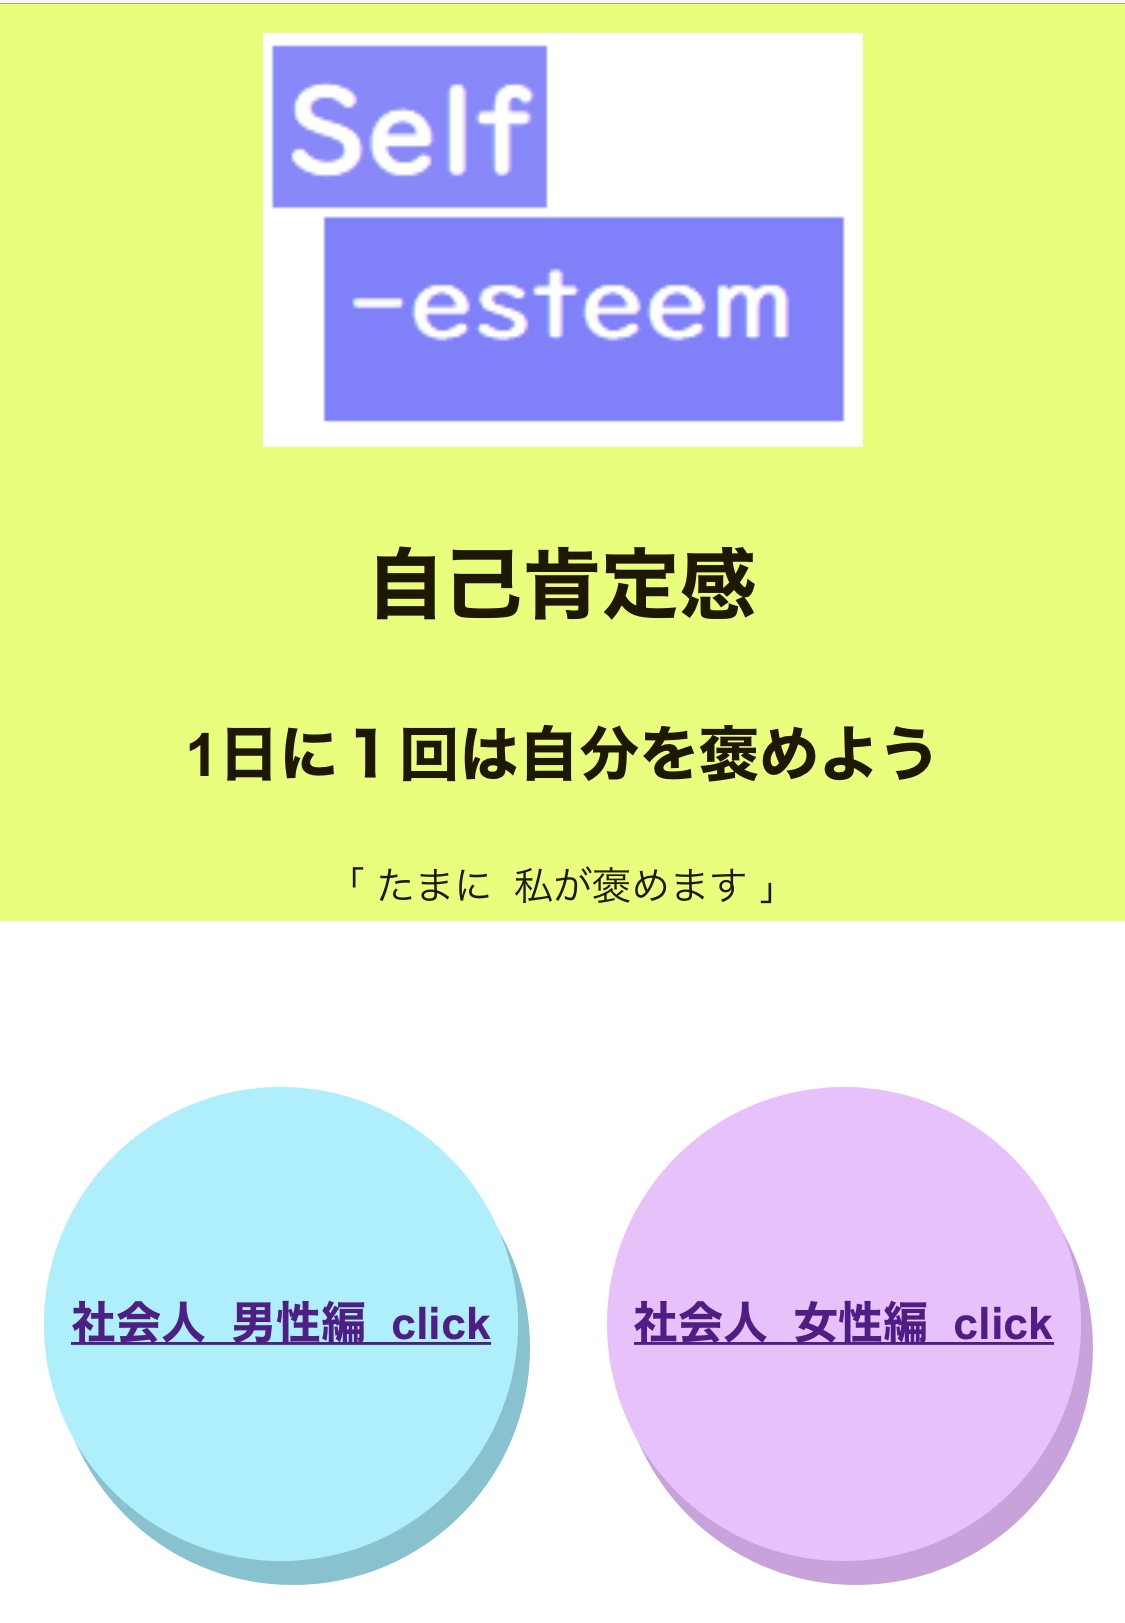 Self
-esteem
自己肯定感
1日に１回は自分を褒めよう
「 たまに  私が褒めます 」
社会人  男性編  click
社会人  女性編  click